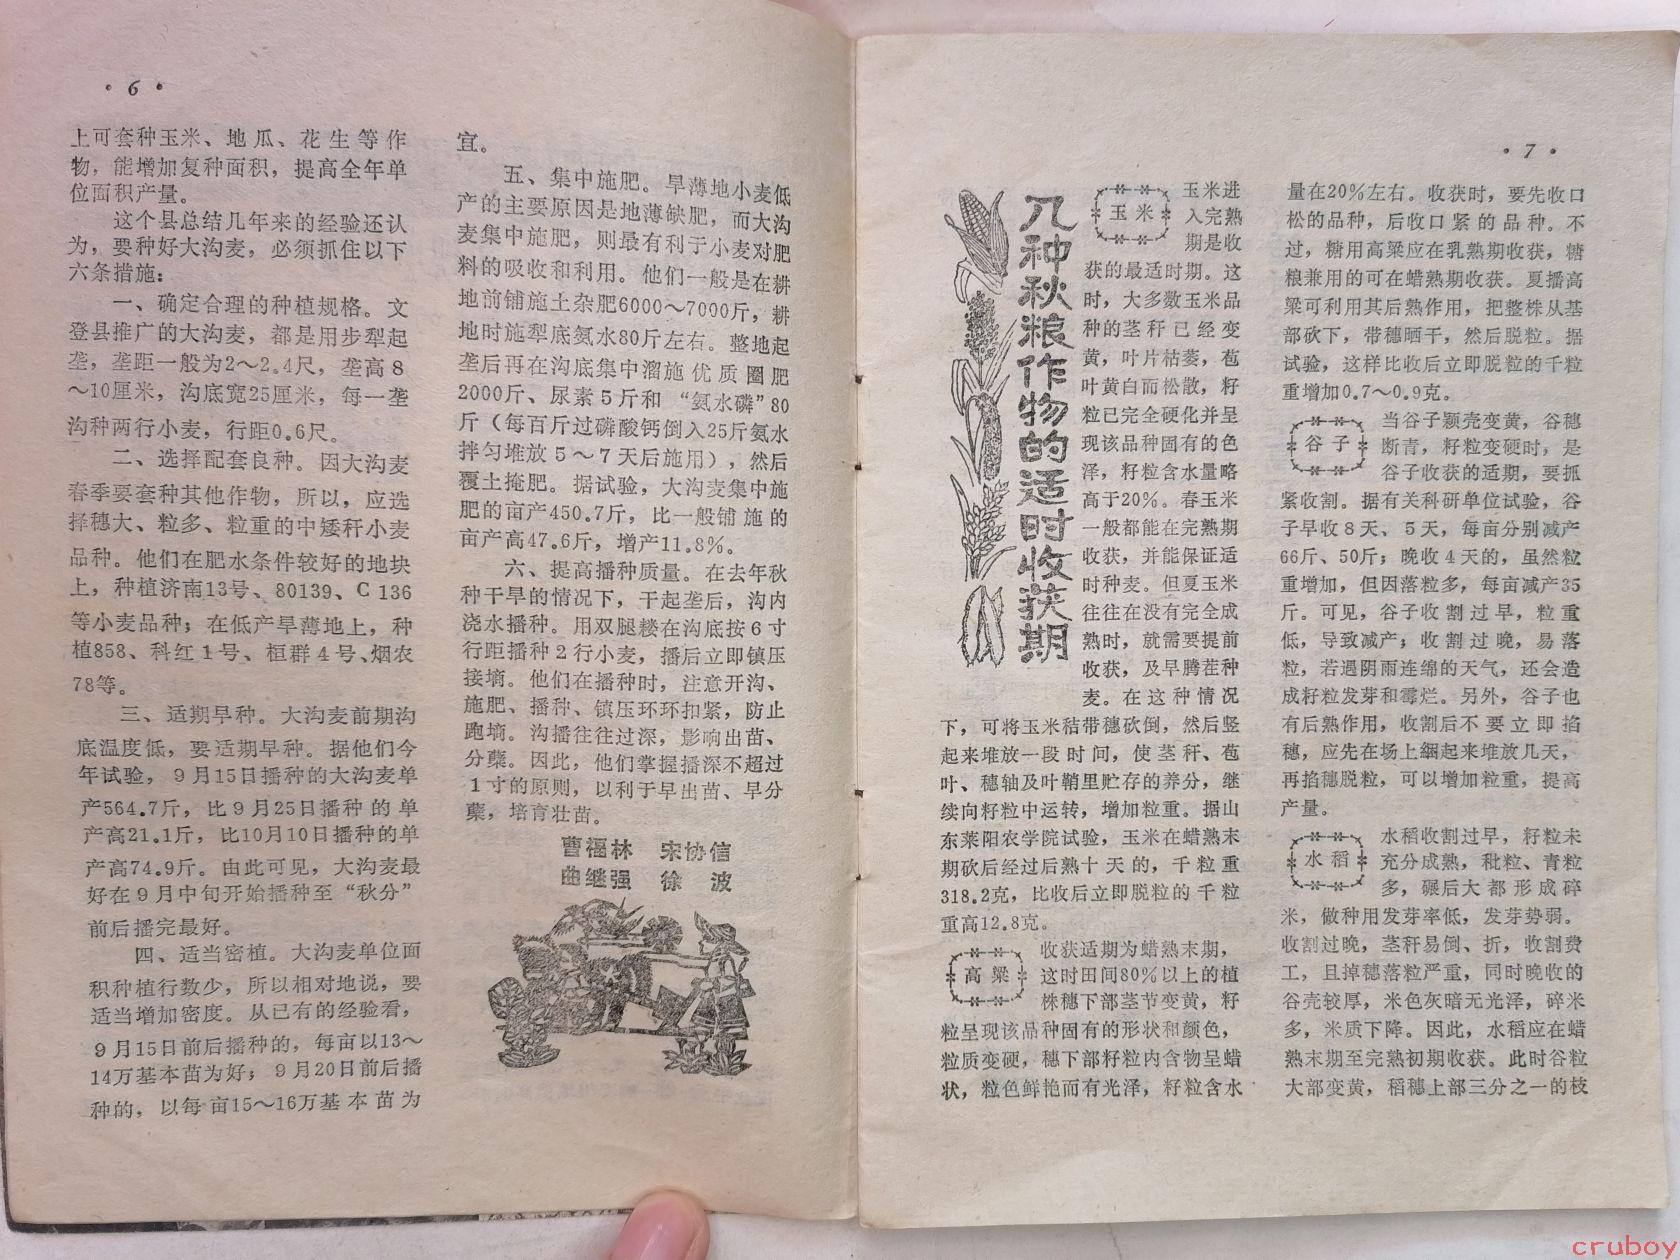 · 6 ·
上可套种玉米、地瓜、花生等作
物，能增加复种面积，提高全年单
位面积产量。
这个县总结几年来的经验还认
为，要种好大沟麦，必须抓住以下
六条措施：
一、确定合理的种植规格。文
登县推广的大沟麦，都是用步犁起
垄，垄距一般为2～2.4尺，垄高8
～10厘米，沟底宽25厘米，每一垄
沟种两行小麦，行距0.6尺。
二、选择配套良种。因大沟麦
春季要套种其他作物，所以，应选
择穗大、粒多、粒重的中矮秆小麦
品种。他们在肥水条件较好的地块
上，种植济南13号、80139、C136
等小麦品种；在低产旱薄地上，种
植858、科红1号、桓群4号、烟农
78等。
三、适期早种。大沟麦前期沟
底温度低，要适期早种。据他们今
年试验，9月15日播种的大沟麦单
产564.7斤，比9月25日播种的单
产高21.1斤，比10月10日播种的单
产高74.9斤。由此可见，大沟麦最
好在9月中旬开始播种至“秋分”
前后播完最好。
四、适当密植。大沟麦单位面
积种植行数少，所以相对地说，要
适当增加密度。从已有的经验看，
9月15日前后播种的，每亩以13～
14万基本苗为好；9月20日前后播
种的，以每亩15～16万基本苗为
宜。
五、集中施肥。旱薄地小麦低
产的主要原因是地薄缺肥，而大沟
麦集中施肥，则最有利于小麦对肥
料的吸收和利用。他们一般是在耕
地前铺施土杂肥6000～7000斤，耕
地时施犁底氨水80斤左右。整地起
垄后再在沟底集中溜施优质圈肥
2000斤、尿素5斤和“氨水磷”80
斤（每百斤过磷酸钙倒入25斤氨水
拌匀堆放5～7天后施用），然后
覆土掩肥。据试验，大沟麦集中施
肥的亩产450.7斤，比一般铺施的
亩产高47.6斤，增产11.8％。
六、提高播种质量。在去年秋
种干旱的情况下，干起垄后，沟内
浇水播种。用双腿耧在沟底按6寸
行距播种2行小麦，播后立即镇压
接墒。他们在播种时，注意开沟、
施肥、播种、镇压环环扣紧，防止
跑墒。沟播往往过深，影响出苗、
分蘖。因此，他们掌握播深不超过
1寸的原则，以利于早出苗、早分
蘖，培育壮苗。
曹福林 宋协信
曲继强 徐波
· 7 ·
几种秋粮作物的适时收获期
玉米
玉米进
入完熟
期是收
获的最适时期。这
时，大多数玉米品
种的茎秆已经变
黄，叶片枯萎，苞
叶黄白而松散，籽
粒已完全硬化并呈
现该品种固有的色
泽，籽粒含水量略
高于20％。春玉米
一般都能在完熟期
收获，并能保证适
时种麦。但夏玉米
往往在没有完全成
熟时，就需要提前
收获，及早腾茬种
麦。在这种情况
下，可将玉米秸带穗砍倒，然后竖
起来堆放一段时间，使茎秆、苞
叶、穗轴及叶鞘里贮存的养分，继
续向籽粒中运转，增加粒重。据山
东莱阳农学院试验，玉米在蜡熟末
期砍后经过后熟十天的，千粒重
318.2克，比收后立即脱粒的千粒
重高12.8克。
高粱
收获适期为蜡熟末期，
这时田间80％以上的植
株穗下部茎节变黄，籽
粒呈现该品种固有的形状和颜色，
粒质变硬，穗下部籽粒内含物呈蜡
状，粒色鲜艳而有光泽，籽粒含水
量在20％左右。收获时，要先收口
松的品种，后收口紧的品种。不
过，糖用高粱应在乳熟期收获，糖
粮兼用的可在蜡熟期收获。夏播高
粱可利用其后熟作用，把整株从基
部砍下，带穗晒干，然后脱粒。据
试验，这样比收后立即脱粒的千粒
重增加0.7～0.9克。
谷子
当谷子颖壳变黄，谷穗
断青，籽粒变硬时，是
谷子收获的适期，要抓
紧收割。据有关科研单位试验，谷
子早收8天、5天，每亩分别减产
66斤、50斤；晚收4天的，虽然粒
重增加，但因落粒多，每亩减产35
斤。可见，谷子收割过早，粒重
低，导致减产；收割过晚，易落
粒，若遇阴雨连绵的天气，还会造
成籽粒发芽和霉烂。另外，谷子也
有后熟作用，收割后不要立即掐
穗，应先在场上捆起来堆放几天，
再掐穗脱粒，可以增加粒重，提高
产量。
水稻
水稻收割过早，籽粒未
充分成熟，秕粒、青粒
多，碾后大都形成碎
米，做种用发芽率低，发芽势弱。
收割过晚，茎秆易倒、折，收割费
工，且掉穗落粒严重，同时晚收的
谷壳较厚，米色灰暗无光泽，碎米
多，米质下降。因此，水稻应在蜡
熟末期至完熟初期收获。此时谷粒
大部变黄，稻穗上部三分之一的枝
cruboy